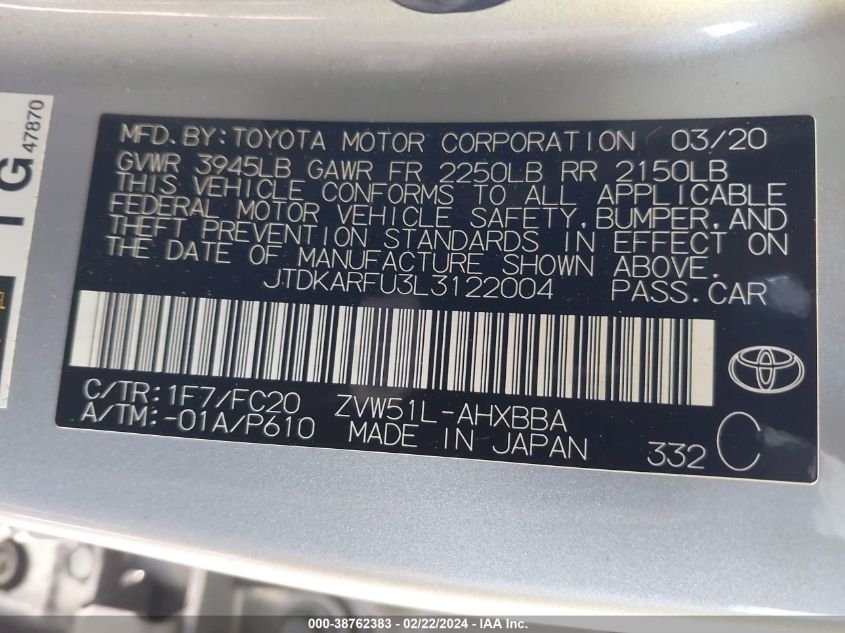 MFD.BY:TOYOTA MOTOR CORPORATION 03/20
GVWR 3945LB GAWR FR 2250LB RR 2150LB
THIS VEHICLE CONFORMS TO ALL APPLICABLE
FEDERAL MOTOR VEHICLE SAFETY,BUMPER,AND
THEFT PREVENTION STANDARDS IN EFFECT ON
THE DATE OF MANUFACTURE SHOWN ABOVE.
JTDKARFU3L3122004 PASS.CAR
C/TR:1F7/FC20 ZVW51L-AHXBBA
A/TM:-01A/P610 MADE IN JAPAN 332 C
TG
47870
000-38762383 - 02/22/2024 - IAA Inc.